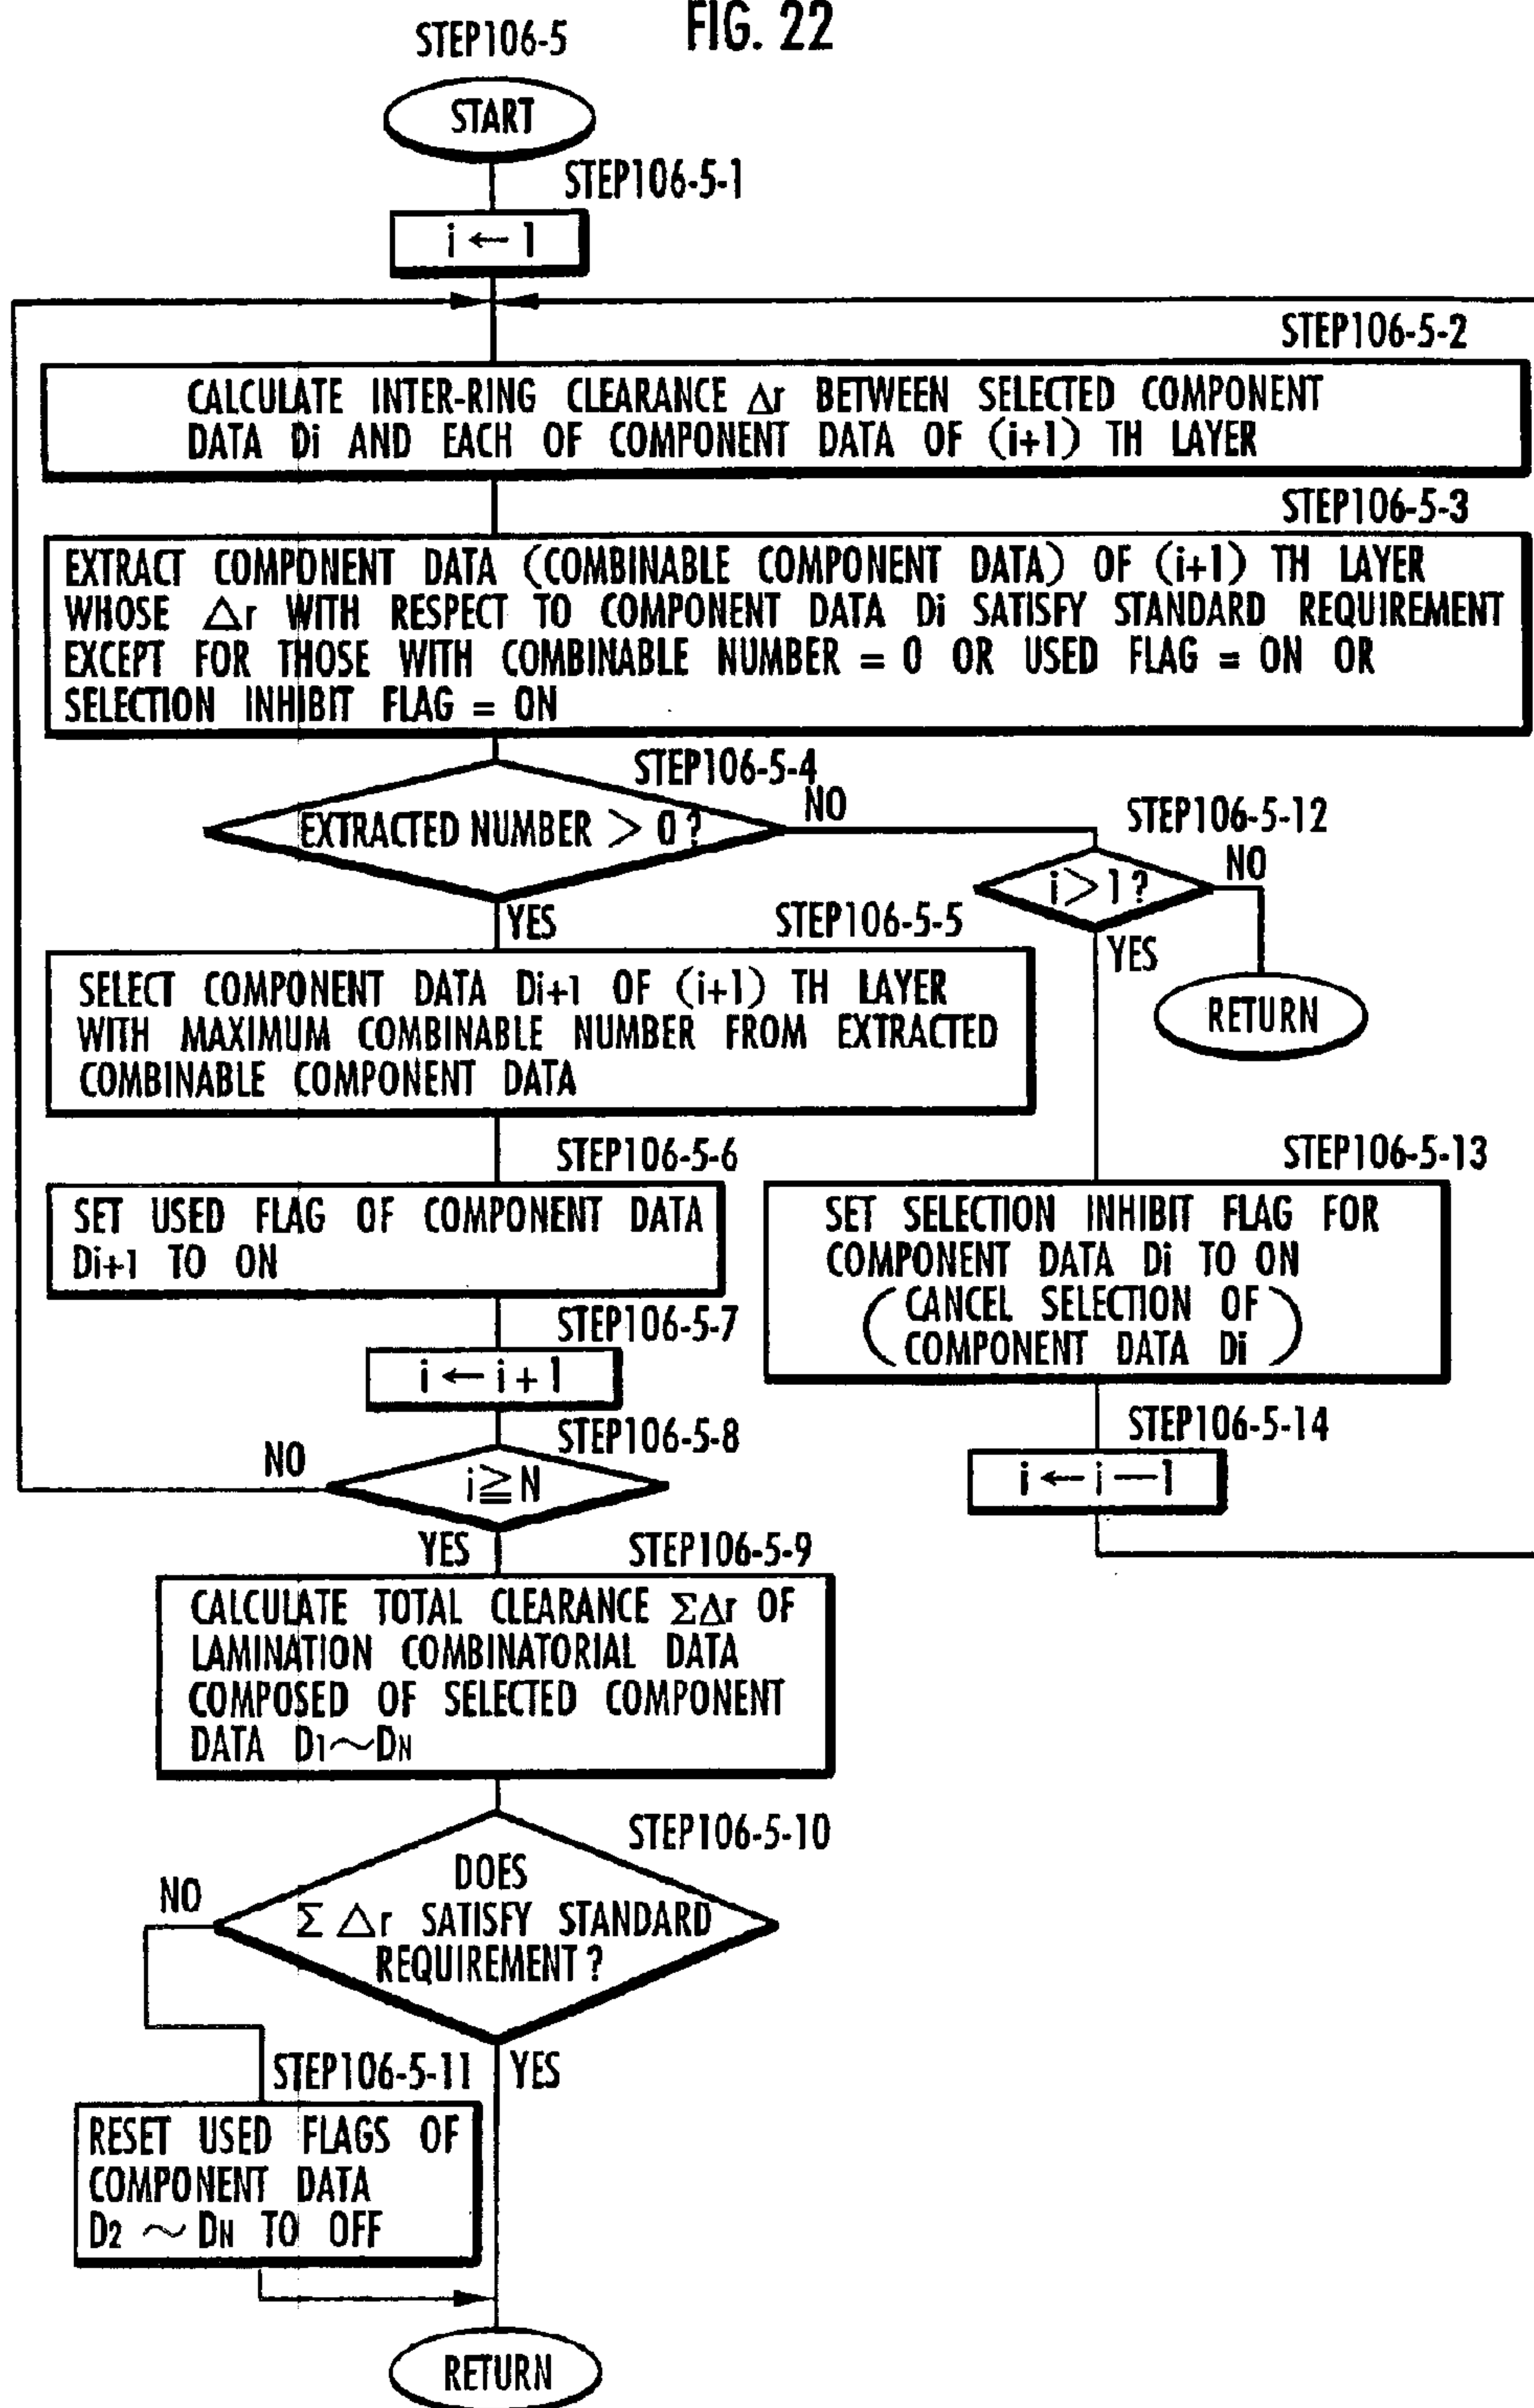 FIG. 22
STEP106-5
START
STEP106-5-1
i ← 1
STEP106-5-2
CALCULATE INTER-RING CLEARANCE Δr BETWEEN SELECTED COMPONENT
DATA Di AND EACH OF COMPONENT DATA OF (i+1) TH LAYER
STEP106-5-3
EXTRACT COMPONENT DATA (COMBINABLE COMPONENT DATA) OF (i+1) TH LAYER
WHOSE Δr WITH RESPECT TO COMPONENT DATA Di SATISFY STANDARD REQUIREMENT
EXCEPT FOR THOSE WITH COMBINABLE NUMBER = 0 OR USED FLAG = ON OR
SELECTION INHIBIT FLAG = ON
STEP106-5-4
EXTRACTED NUMBER > 0 ?
NO
YES
STEP106-5-12
i > 1 ?
NO
YES
RETURN
STEP106-5-5
SELECT COMPONENT DATA Di+1 OF (i+1) TH LAYER
WITH MAXIMUM COMBINABLE NUMBER FROM EXTRACTED
COMBINABLE COMPONENT DATA
STEP106-5-6
SET USED FLAG OF COMPONENT DATA
Di+1 TO ON
STEP106-5-13
SET SELECTION INHIBIT FLAG FOR
COMPONENT DATA Di TO ON
(CANCEL SELECTION OF
COMPONENT DATA Di)
STEP106-5-7
i ← i + 1
STEP106-5-14
i ← i — 1
STEP106-5-8
i ≧ N
NO
YES
STEP106-5-9
CALCULATE TOTAL CLEARANCE ΣΔr OF
LAMINATION COMBINATORIAL DATA
COMPOSED OF SELECTED COMPONENT
DATA D1～DN
STEP106-5-10
DOES
Σ Δr SATISFY STANDARD
REQUIREMENT ?
NO
YES
STEP106-5-11
RESET USED FLAGS OF
COMPONENT DATA
D2 ～ DN TO OFF
RETURN